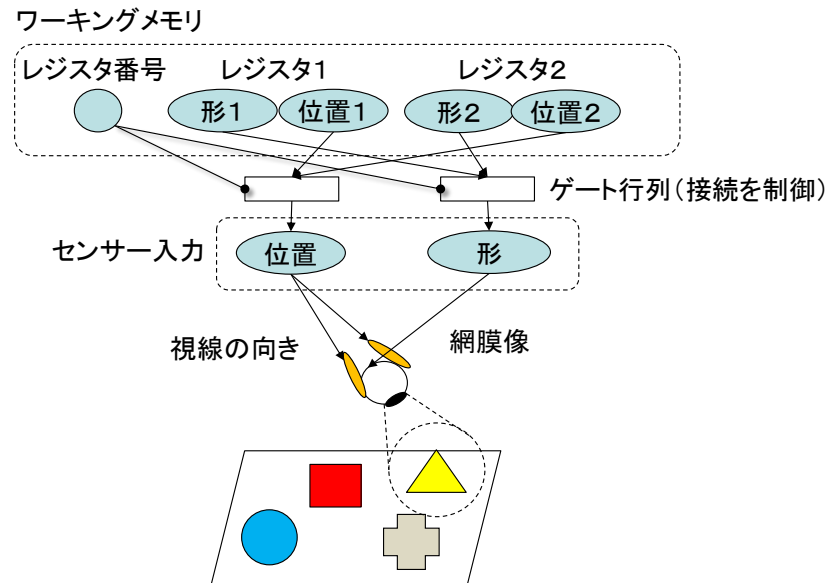 ワーキングメモリ
レジスタ番号
レジスタ1
レジスタ2
形1
位置1
形2
位置2
ゲート行列(接続を制御)
センサー入力
位置
形
視線の向き
網膜像